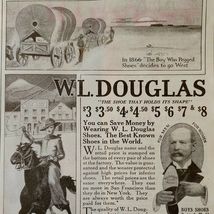 In 1866 "The Boy Who Pegged
Shoes" decides to go West
W.L. DOUGLAS
"THE SHOE THAT HOLDS ITS SHAPE"
$3 $3.50 $4 $4.50 $5 $6 $7 & $8
You can Save Money by
Wearing W. L. Douglas
Shoes. The Best Known
Shoes in the World.
W. L. Douglas name and the
retail price is stamped on the
bottom of every pair of shoes
at the factory. The value is guar-
anteed and the wearer protected
against high prices for inferior
shoes. The retail prices are the
same everywhere. They cost
no more in San Francisco than
they do in New York. They
are always worth the price
paid for them.
The quality of W. L. Doug-
BOYS SHOES